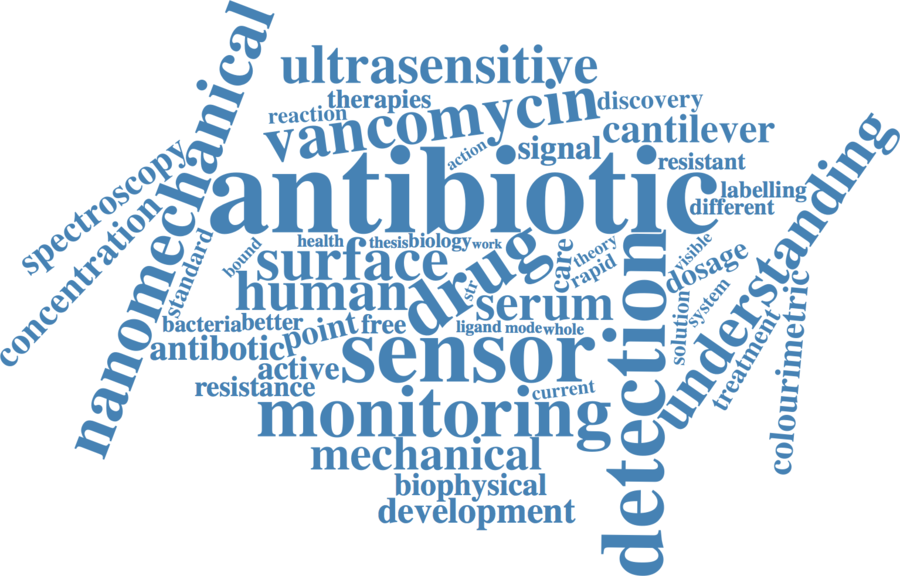 nanomechanical
ultrasensitive
therapies
reaction
vancomycin
discovery
cantilever
action
signal
resistant
spectroscopy
antibiotic
labelling
different
understanding
concentration
standard
bound
health
thesis
biology
work
surface
drug
care
theory
rapid
visible
dosage
human
str
serum
detection
solution
system
bacteria
better
point
free
ligand
mode
whole
antibotic
sensor
treatment
colourimetric
active
resistance
current
monitoring
mechanical
biophysical
development